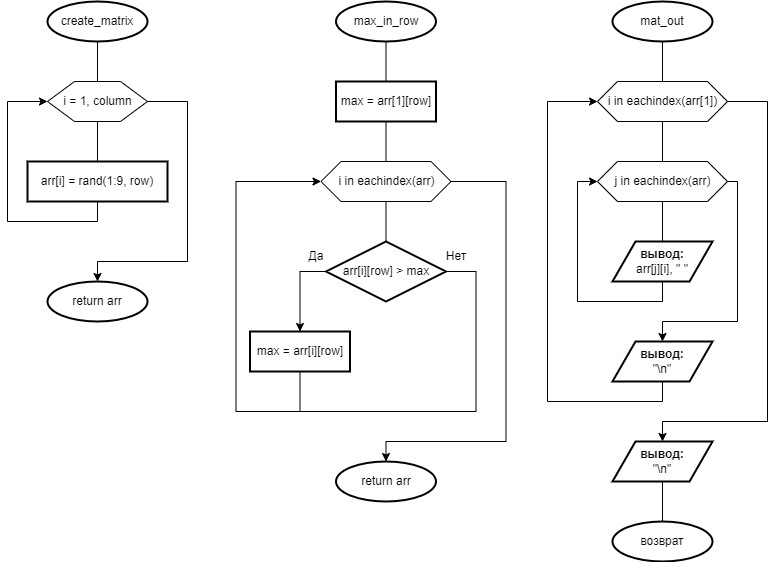 create_matrix
i = 1, column
arr[i] = rand(1:9, row)
return arr
max_in_row
max = arr[1][row]
i in eachindex(arr)
Да
Нет
arr[i][row] > max
max = arr[i][row]
return arr
mat_out
i in eachindex(arr[1])
j in eachindex(arr)
вывод:
arr[j][i], " "
вывод:
"\n"
вывод:
"\n"
возврат